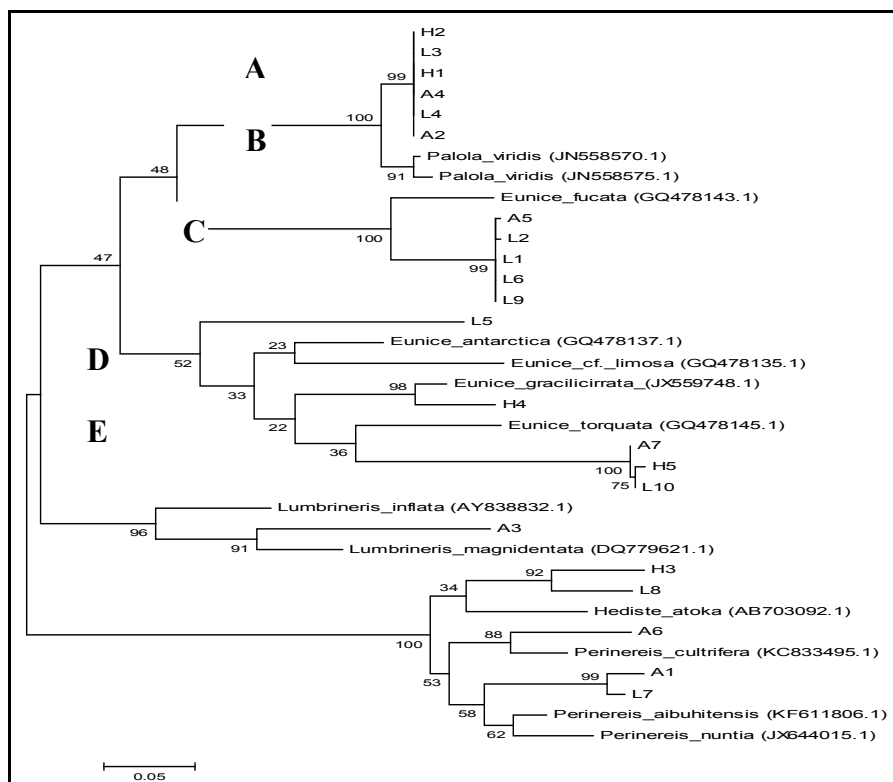 H2
L3
A
H1
99
A4
L4
100
B
A2
Palola_viridis (JN558570.1)
48
91
Palola_viridis (JN558575.1)
Eunice_fucata (GQ478143.1)
A5
C
100
L2
47
L1
99
L6
L9
L5
D
52
23
Eunice_antarctica (GQ478137.1)
Eunice_cf._limosa (GQ478135.1)
33
98
Eunice_gracilicirrata_(JX559748.1)
H4
E
22
Eunice_torquata (GQ478145.1)
36
A7
100
H5
75
L10
Lumbrineris_inflata (AY838832.1)
96
A3
91
Lumbrineris_magnidentata (DQ779621.1)
92
H3
34
L8
Hediste_atoka (AB703092.1)
100
88
A6
Perinereis_cultrifera (KC833495.1)
53
99
A1
L7
58
Perinereis_aibuhitensis (KF611806.1)
62
Perinereis_nuntia (JX644015.1)
0.05